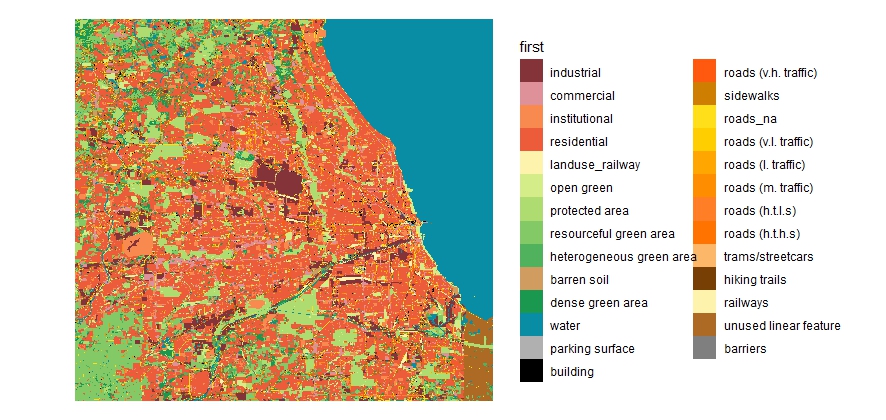 first
industrial
commercial
institutional
residential
landuse_railway
open green
protected area
resourceful green area
heterogeneous green area
barren soil
dense green area
water
parking surface
building
roads (v.h. traffic)
sidewalks
roads_na
roads (v.l. traffic)
roads (l. traffic)
roads (m. traffic)
roads (h.t.l.s)
roads (h.t.h.s)
trams/streetcars
hiking trails
railways
unused linear feature
barriers